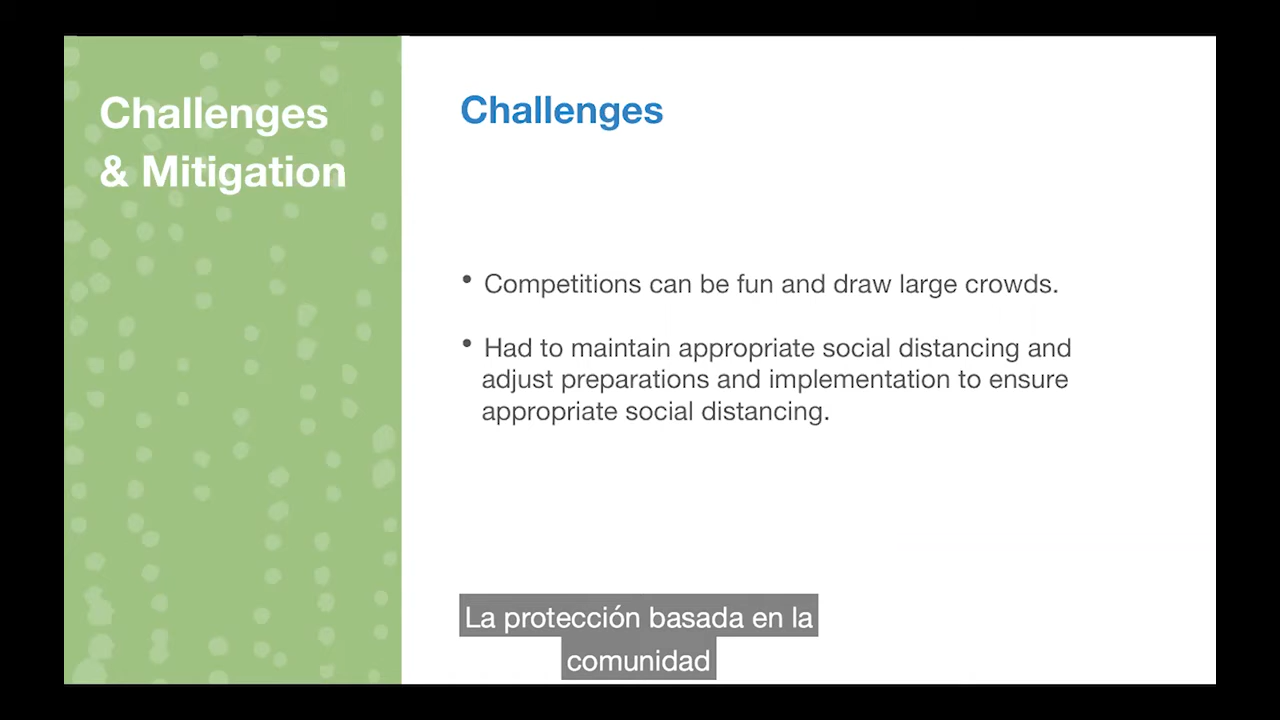 Challenges
& Mitigation
Challenges
• Competitions can be fun and draw large crowds.
• Had to maintain appropriate social distancing and
adjust preparations and implementation to ensure
appropriate social distancing.
La protección basada en la
comunidad